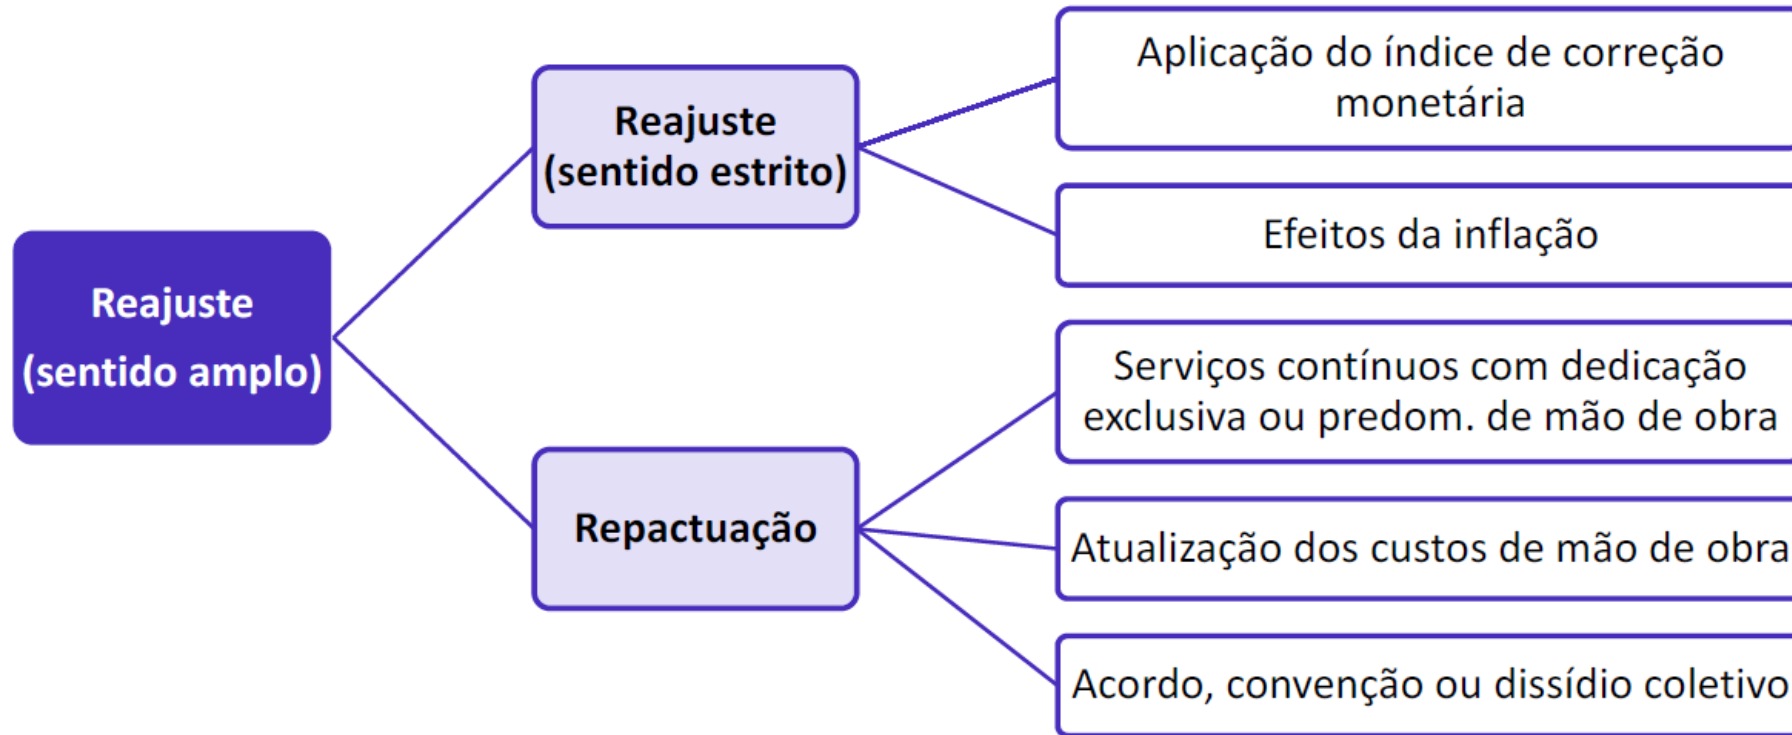 Reajuste
(sentido amplo)
Reajuste
(sentido estrito)
Aplicação do índice de correção
monetária
Efeitos da inflação
Repactuação
Serviços contínuos com dedicação
exclusiva ou predom. de mão de obra
Atualização dos custos de mão de obra
Acordo, convenção ou dissídio coletivo